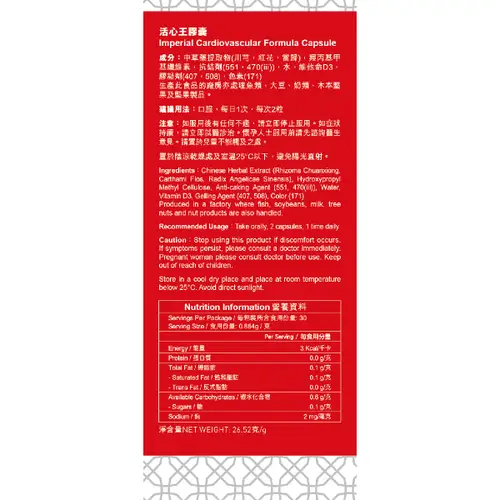 活心王膠囊
Imperial Cardiovascular Formula Capsule
成分：中草藥提取物(川芎，紅花，當歸)，羥丙基甲
基纖維素，抗結劑(551，470(iii))，水，維他命D3，
膠凝劑(407，508)，色素(171)
生產此食品的廠房亦處理魚類、大豆、奶類、木本堅
果及堅果製品。
建議用法：口服，每日1次，每次2粒
注意：如服用後有任何不適，請立即停止服用。如症狀
持續，請立即就醫診治。懷孕人士服用前請先諮詢醫生
意見。請置於兒童不能觸及之處。
置於陰涼乾燥處及室溫25°C以下，避免陽光直射。
Ingredients : Chinese Herbal Extract (Rhizoma Chuanxiong,
Carthami Flos, Radix Angelicae Sinensis), Hydroxypropyl
Methyl Cellulose, Anti-caking Agent (551, 470(iii)), Water,
Vitamin D3, Gelling Agent (407, 508), Color (171)
Produced in a factory where fish, soybeans, milk, tree
nuts and nut products are also handled.
Recommended Usage : Take orally, 2 capsules, 1 time daily
Caution : Stop using this product if discomfort occurs.
If symptoms persist, please consult a doctor immediately.
Pregnant woman please consult doctor before use. Keep
out of reach of children.
Store in a cool dry place and place at room temperature
below 25°C. Avoid direct sunlight.
Nutrition Information 營養資料
Servings Per Package / 每包裝所含食用份量: 30
Serving Size / 食用份量: 0.884g / 克
Per Serving / 每食用分量
Energy / 能量 3 Kcal/千卡
Protein / 蛋白質 0.0 g/克
Total Fat / 總脂肪 0.1 g/克
- Saturated Fat / 飽和脂肪 0.1 g/克
- Trans Fat / 反式脂肪 0.0 g/克
Available Carbohydrates / 碳水化合物 0.6 g/克
- Sugars / 糖 0.1 g/克
Sodium / 鈉 2 mg/毫克
淨含量NET WEIGHT: 26.52克/g